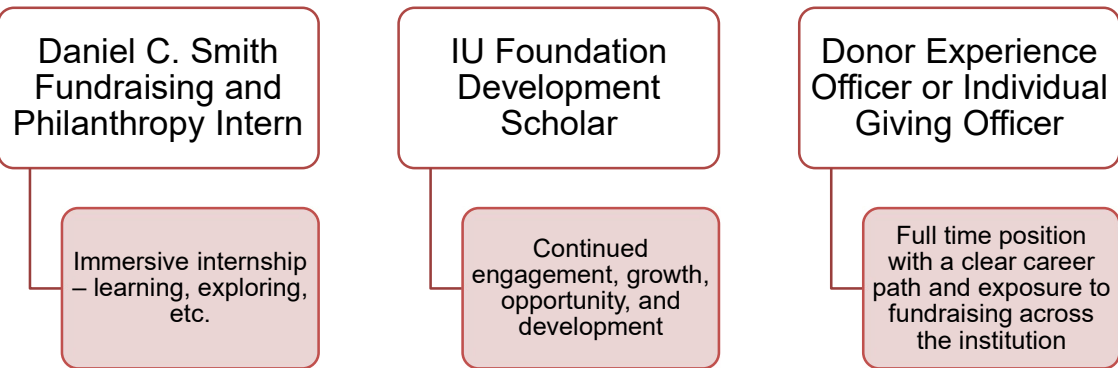 Daniel C. Smith
Fundraising and
Philanthropy Intern
Immersive internship
– learning, exploring,
etc.
IU Foundation
Development
Scholar
Continued
engagement, growth,
opportunity, and
development
Donor Experience
Officer or Individual
Giving Officer
Full time position
with a clear career
path and exposure to
fundraising across
the institution